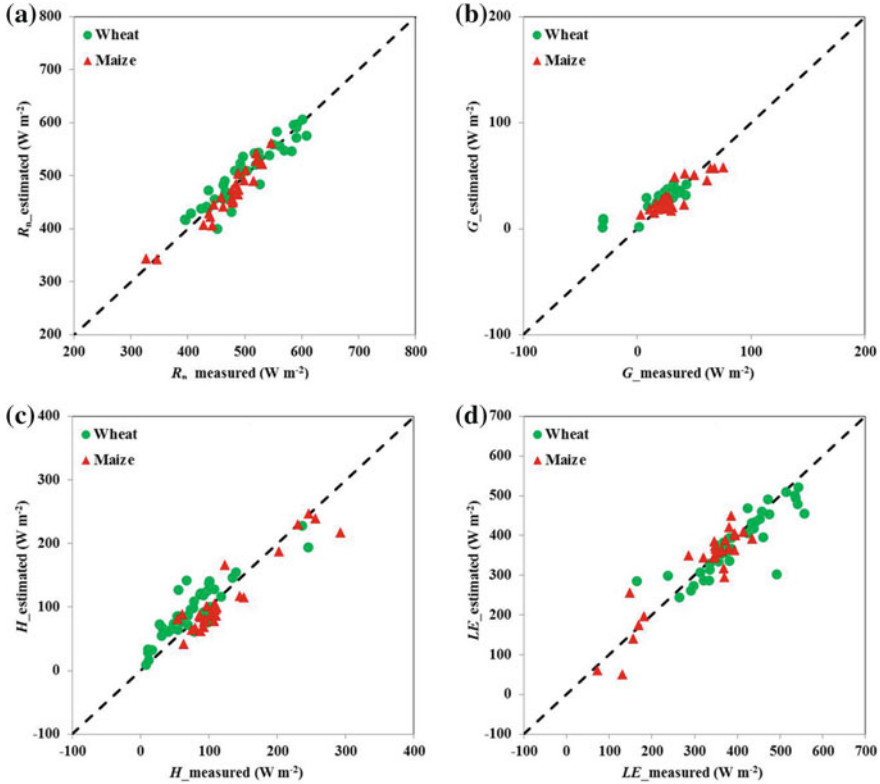 (a)
800
700
600
500
400
300
200
200 300 400 500 600 700 800
Rn_estimated (W m-2)
Rn_measured (W m-2)
Wheat
Maize
(b)
200
100
0
-100
-100 0 100 200
G_estimated (W m-2)
G_measured (W m-2)
Wheat
Maize
(c)
400
300
200
100
0
-100
-100 0 100 200 300 400
H_estimated (W m-2)
H_measured (W m-2)
Wheat
Maize
(d)
700
600
500
400
300
200
100
0
-100
-100 0 100 200 300 400 500 600 700
LE_estimated (W m-2)
LE_measured (W m-2)
Wheat
Maize